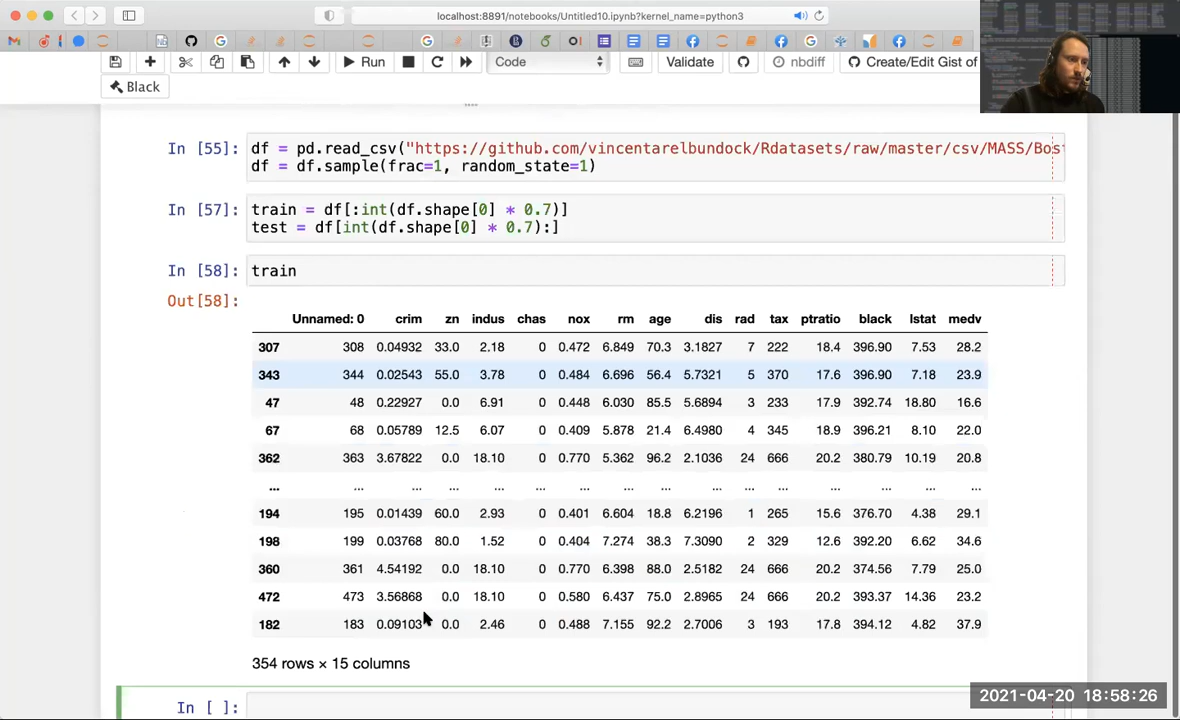 localhost:8891/notebooks/Untitled10.ipynb?kernel_name=python3
Run Code Validate nbdiff Create/Edit Gist of
Black
In [55]: df = pd.read_csv("https://github.com/vincentarelbundock/Rdatasets/raw/master/csv/MASS/Bos
df = df.sample(frac=1, random_state=1)
In [57]: train = df[:int(df.shape[0] * 0.7)]
test = df[int(df.shape[0] * 0.7):]
In [58]: train
Out[58]:
Unnamed: 0 crim zn indus chas nox rm age dis rad tax ptratio black lstat medv
307 308 0.04932 33.0 2.18 0 0.472 6.849 70.3 3.1827 7 222 18.4 396.90 7.53 28.2
343 344 0.02543 55.0 3.78 0 0.484 6.696 56.4 5.7321 5 370 17.6 396.90 7.18 23.9
47 48 0.22927 0.0 6.91 0 0.448 6.030 85.5 5.6894 3 233 17.9 392.74 18.80 16.6
67 68 0.05789 12.5 6.07 0 0.409 5.878 21.4 6.4980 4 345 18.9 396.21 8.10 22.0
362 363 3.67822 0.0 18.10 0 0.770 5.362 96.2 2.1036 24 666 20.2 380.79 10.19 20.8
... ... ... ... ... ... ... ... ... ... ... ... ... ... ... ...
194 195 0.01439 60.0 2.93 0 0.401 6.604 18.8 6.2196 1 265 15.6 376.70 4.38 29.1
198 199 0.03768 80.0 1.52 0 0.404 7.274 38.3 7.3090 2 329 12.6 392.20 6.62 34.6
360 361 4.54192 0.0 18.10 0 0.770 6.398 88.0 2.5182 24 666 20.2 374.56 7.79 25.0
472 473 3.56868 0.0 18.10 0 0.580 6.437 75.0 2.8965 24 666 20.2 393.37 14.36 23.2
182 183 0.09103 0.0 2.46 0 0.488 7.155 92.2 2.7006 3 193 17.8 394.12 4.82 37.9
354 rows × 15 columns
In [ ]:
2021-04-20 18:58:26